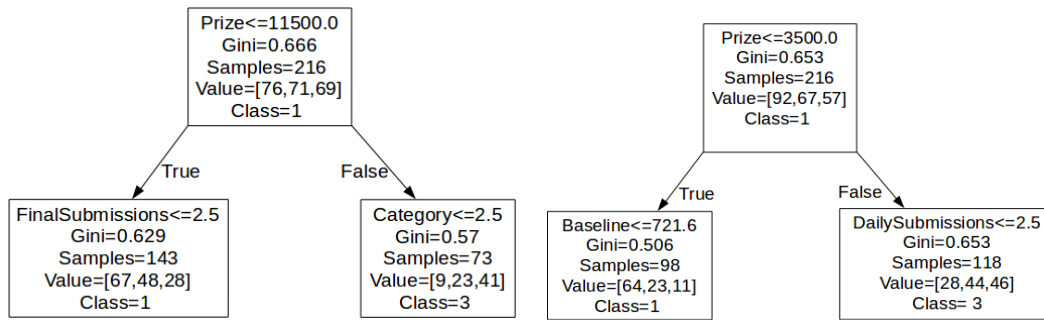 Prize<=11500.0
Gini=0.666
Samples=216
Value=[76,71,69]
Class=1
True
False
FinalSubmissions<=2.5
Gini=0.629
Samples=143
Value=[67,48,28]
Class=1
Category<=2.5
Gini=0.57
Samples=73
Value=[9,23,41]
Class=3
Prize<=3500.0
Gini=0.653
Samples=216
Value=[92,67,57]
Class=1
True
False
Baseline<=721.6
Gini=0.506
Samples=98
Value=[64,23,11]
Class=1
DailySubmissions<=2.5
Gini=0.653
Samples=118
Value=[28,44,46]
Class= 3